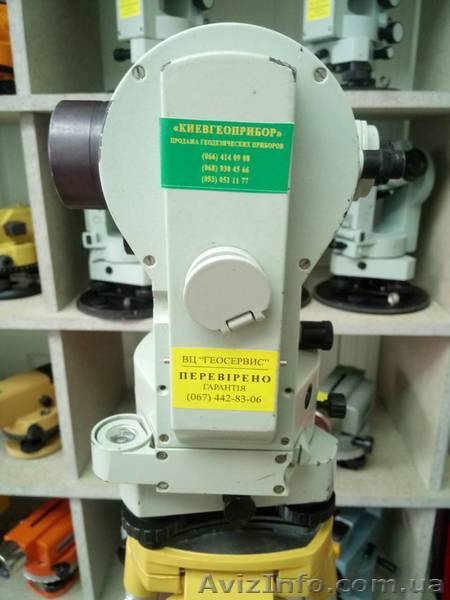 «КИЕВГЕОПРИБОР»
ПРОДАЖА ГЕОДЕЗИЧЕСКИХ ПРИБОРОВ
(066) 414 09 08
(068) 930 45 66
(093) 051 11 77
ВЦ "ГЕОСЕРВИС"
ПЕРЕВІРЕНО
ГАРАНТІЯ
(067) 442-83-06
AvizInfo.com.ua